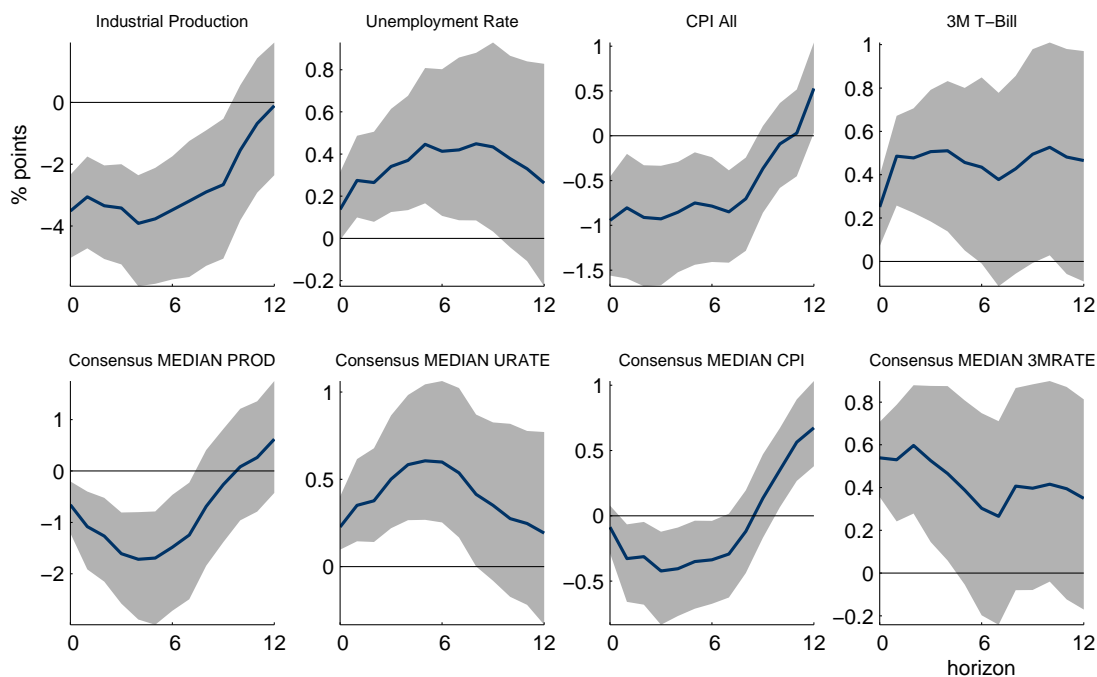 Industrial Production
Unemployment Rate
CPI All
3M T−Bill
% points
0
−2
−4
0 6 12
0.8
0.6
0.4
0.2
0
−0.2
0 6 12
1
0.5
0
−0.5
−1
−1.5
0 6 12
1
0.8
0.6
0.4
0.2
0
0 6 12
Consensus MEDIAN PROD
Consensus MEDIAN URATE
Consensus MEDIAN CPI
Consensus MEDIAN 3MRATE
1
0
−1
−2
0 6 12
1
0.5
0
0 6 12
1
0.5
0
−0.5
0 6 12
0.8
0.6
0.4
0.2
0
−0.2
0 6 12
horizon